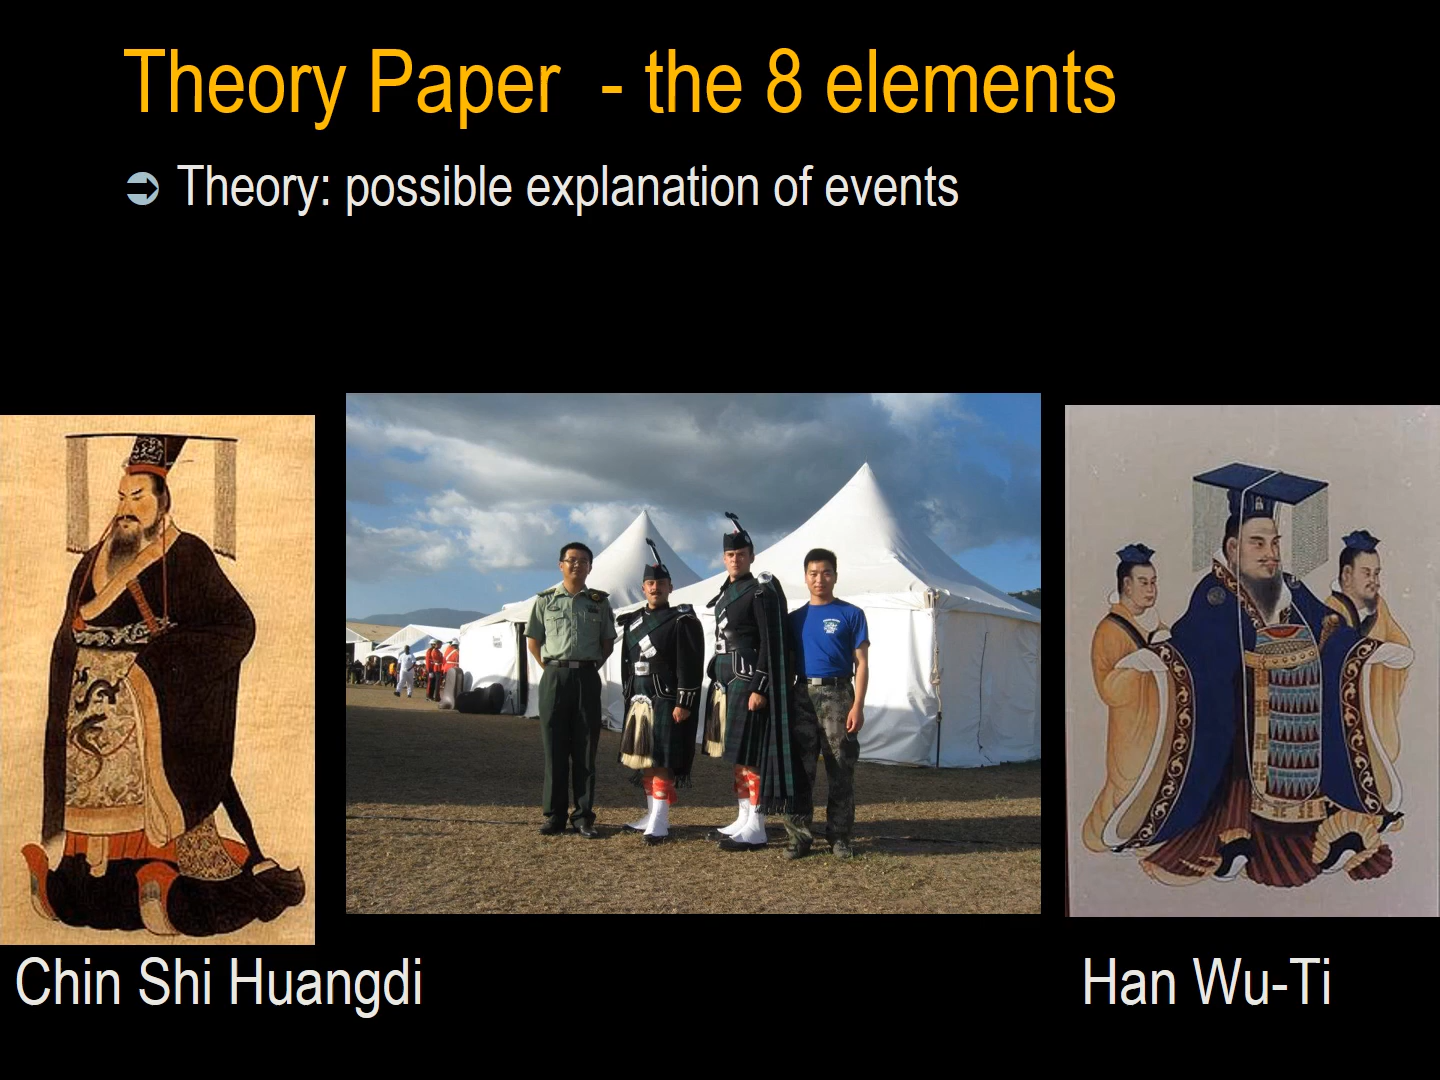 Theory Paper  - the 8 elements
Theory: possible explanation of events
Chin Shi Huangdi
Han Wu-Ti